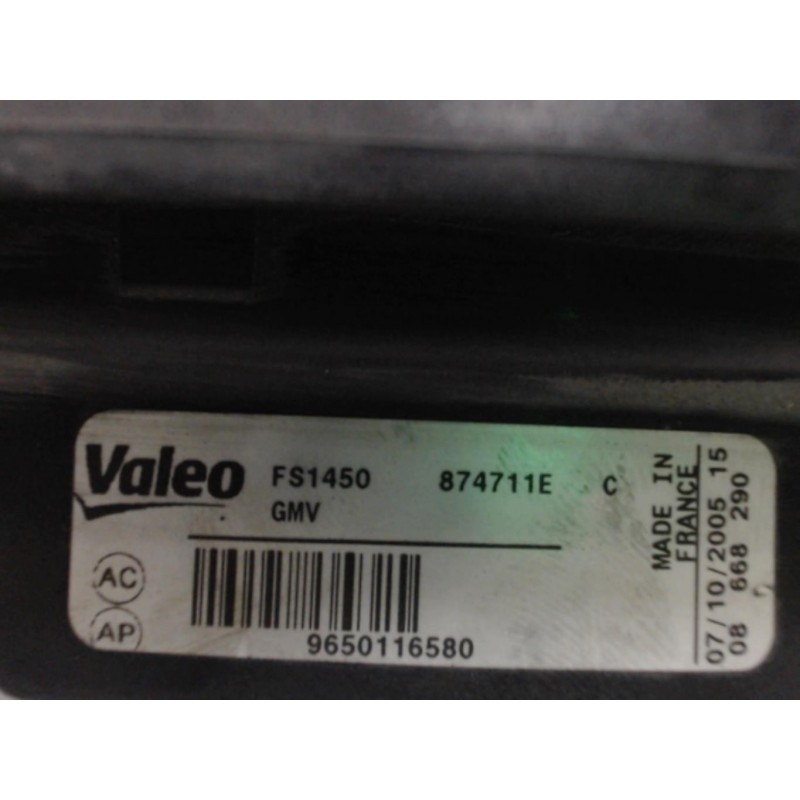 Valeo FS1450 874711E C
GMV
AC
AP
9650116580
MADE IN
FRANCE
07/10/2005 15
08 668 290